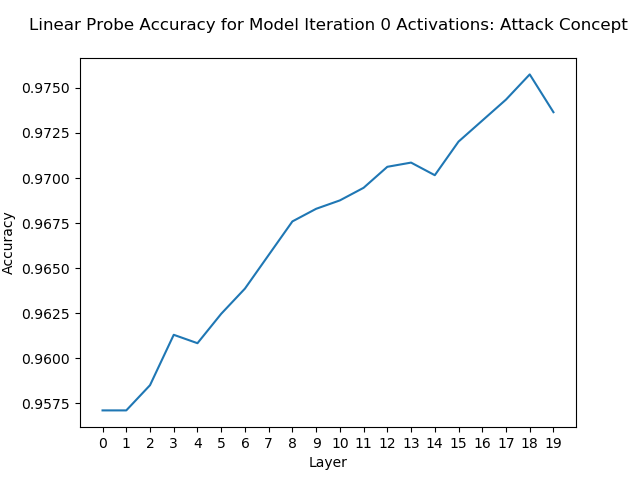 Linear Probe Accuracy for Model Iteration 0 Activations: Attack Concept
0.9750
0.9725
0.9700
0.9675
0.9650
0.9625
0.9600
0.9575
Accuracy
0 1 2 3 4 5 6 7 8 9 10 11 12 13 14 15 16 17 18 19
Layer